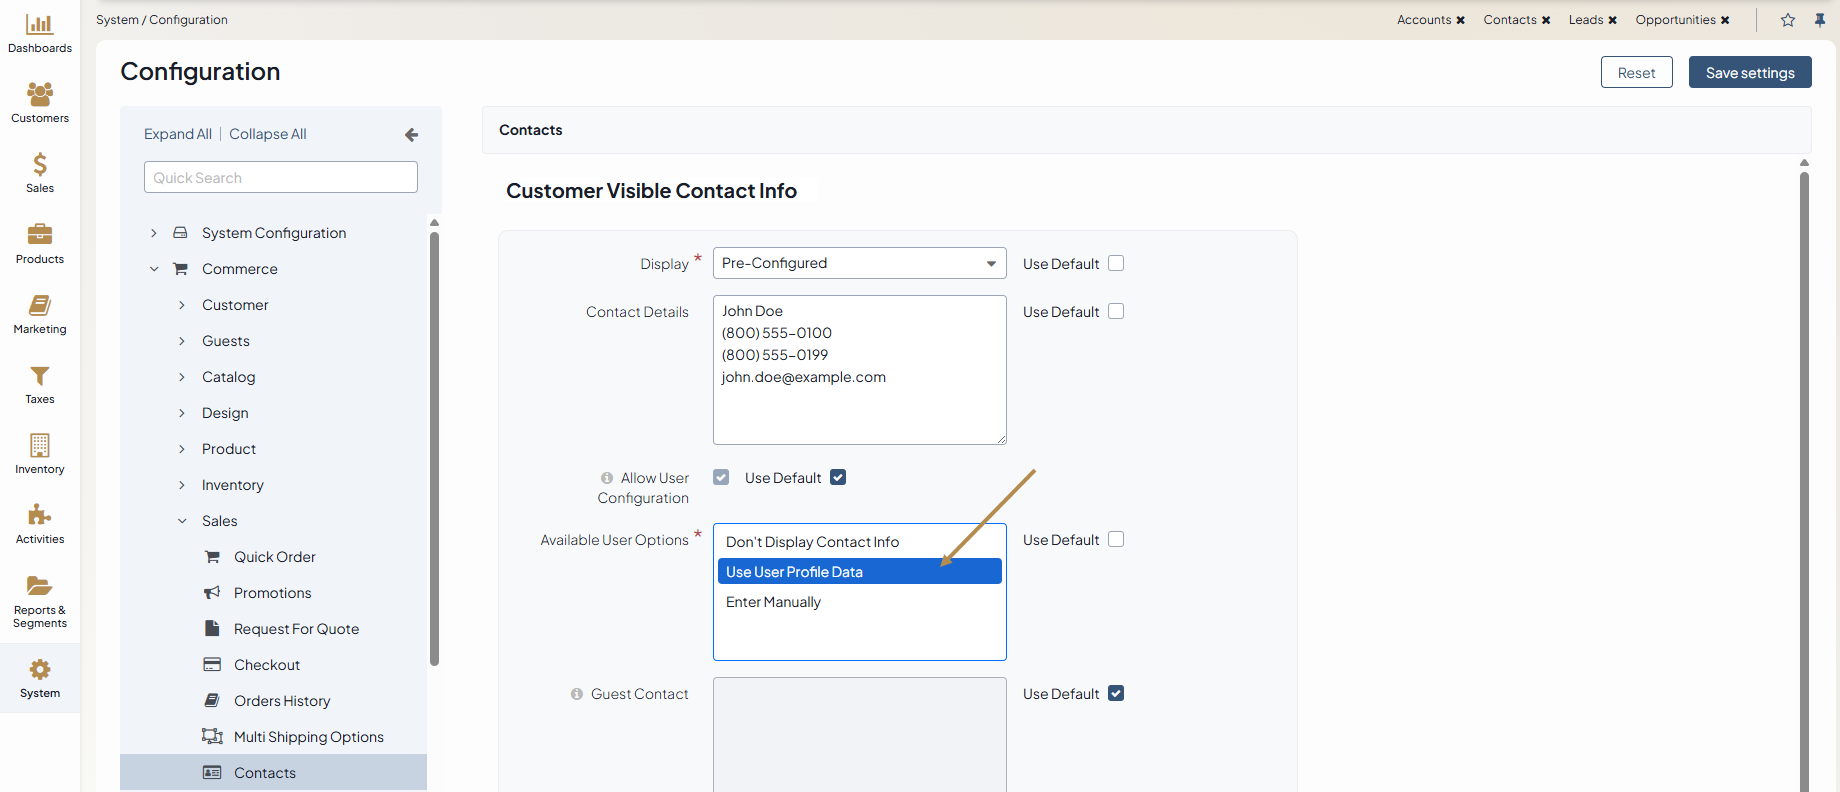 System / Configuration
Accounts ✖ Contacts ✖ Leads ✖ Opportunities ✖
Dashboards
Customers
Sales
Products
Marketing
Taxes
Inventory
Activities
Reports &
Segments
System
Configuration
Reset
Save settings
Expand All | Collapse All
Quick Search
System Configuration
Commerce
Customer
Guests
Catalog
Design
Product
Inventory
Sales
Quick Order
Promotions
Request For Quote
Checkout
Orders History
Multi Shipping Options
Contacts
Contacts
Customer Visible Contact Info
Display * Pre-Configured Use Default
Contact Details
John Doe
(800) 555-0100
(800) 555-0199
john.doe@example.com
Use Default
Allow User
Configuration
Use Default
Available User Options *
Don't Display Contact Info
Use User Profile Data
Enter Manually
Use Default
Guest Contact
Use Default